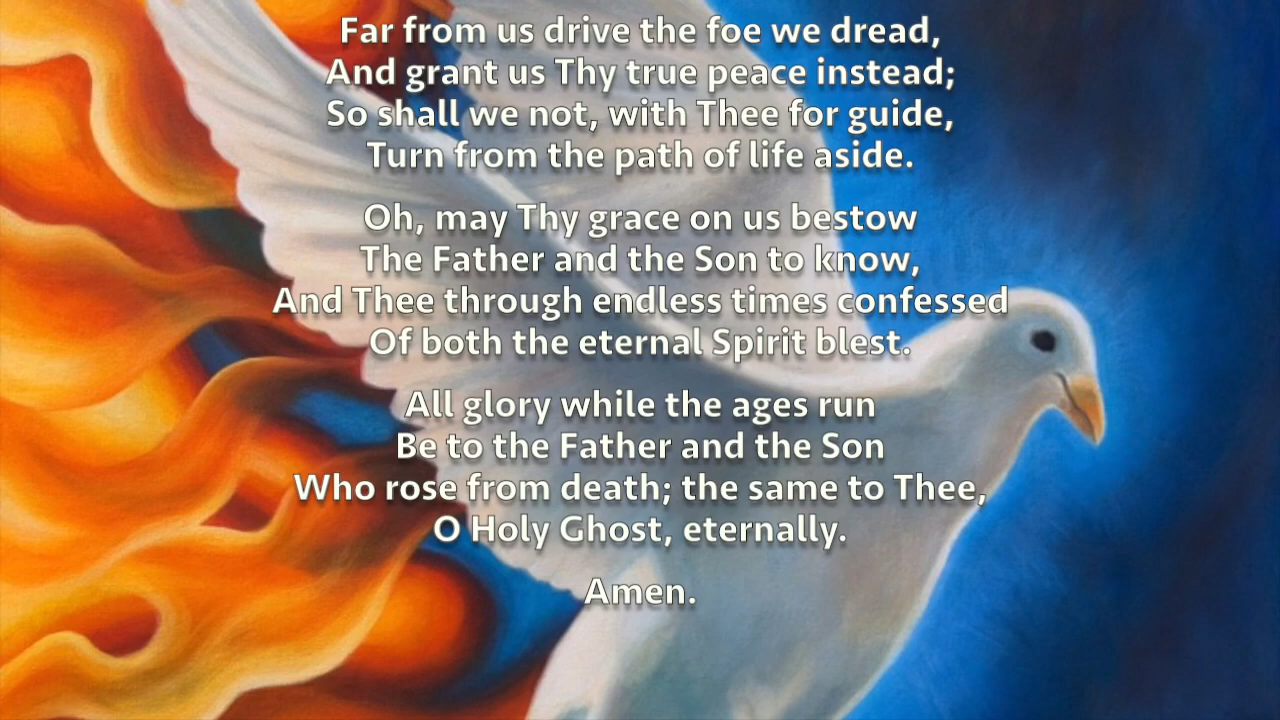 Far from us drive the foe we dread,
And grant us Thy true peace instead;
So shall we not, with Thee for guide,
Turn from the path of life aside.
Oh, may Thy grace on us bestow
The Father and the Son to know,
And Thee through endless times confessed
Of both the eternal Spirit blest.
All glory while the ages run
Be to the Father and the Son
Who rose from death; the same to Thee,
O Holy Ghost, eternally.
Amen.